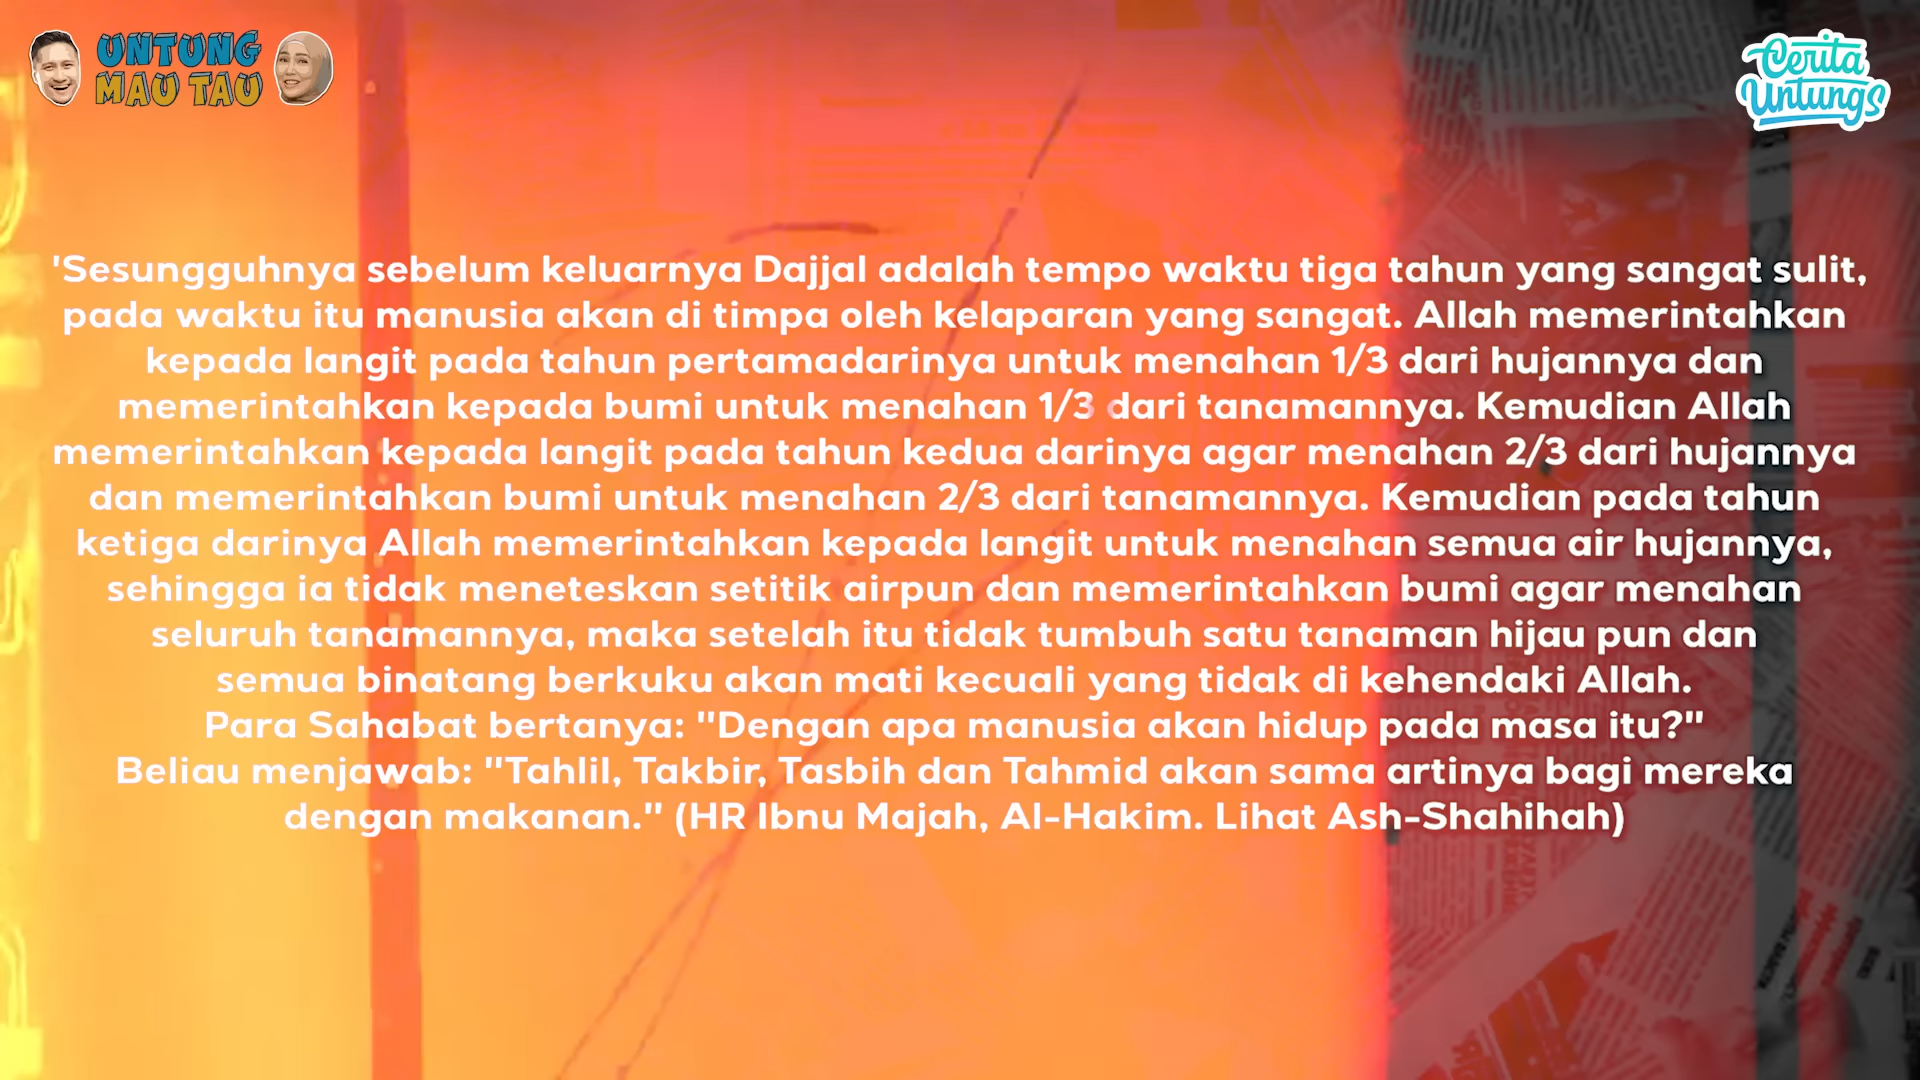 UNTUNG
MAU TAU
Cerita
Untungs
'Sesungguhnya sebelum keluarnya Dajjal adalah tempo waktu tiga tahun yang sangat sulit,
pada waktu itu manusia akan di timpa oleh kelaparan yang sangat. Allah memerintahkan
kepada langit pada tahun pertamadarinya untuk menahan 1/3 dari hujannya dan
memerintahkan kepada bumi untuk menahan 1/3 dari tanamannya. Kemudian Allah
memerintahkan kepada langit pada tahun kedua darinya agar menahan 2/3 dari hujannya
dan memerintahkan bumi untuk menahan 2/3 dari tanamannya. Kemudian pada tahun
ketiga darinya Allah memerintahkan kepada langit untuk menahan semua air hujannya,
sehingga ia tidak meneteskan setitik airpun dan memerintahkan bumi agar menahan
seluruh tanamannya, maka setelah itu tidak tumbuh satu tanaman hijau pun dan
semua binatang berkuku akan mati kecuali yang tidak di kehendaki Allah.
Para Sahabat bertanya: "Dengan apa manusia akan hidup pada masa itu?"
Beliau menjawab: "Tahlil, Takbir, Tasbih dan Tahmid akan sama artinya bagi mereka
dengan makanan." (HR Ibnu Majah, Al-Hakim. Lihat Ash-Shahihah)